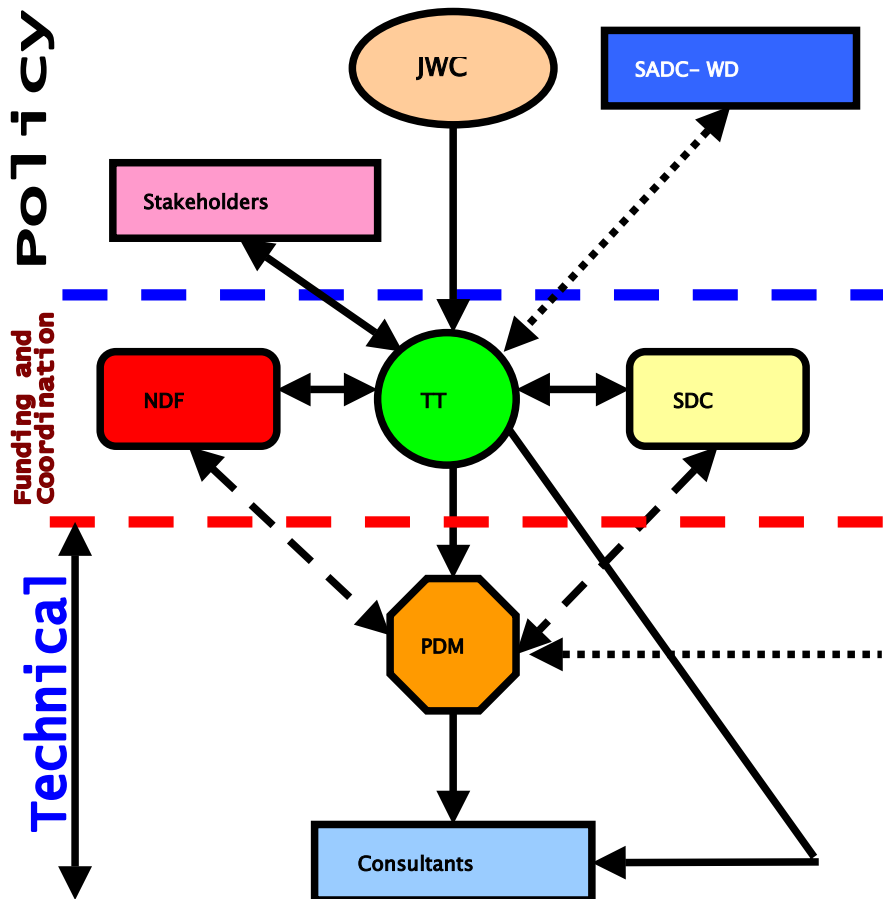 Policy
JWC
SADC- WD
Stakeholders
Funding and
Coordination
NDF
TT
SDC
Technical
PDM
Consultants